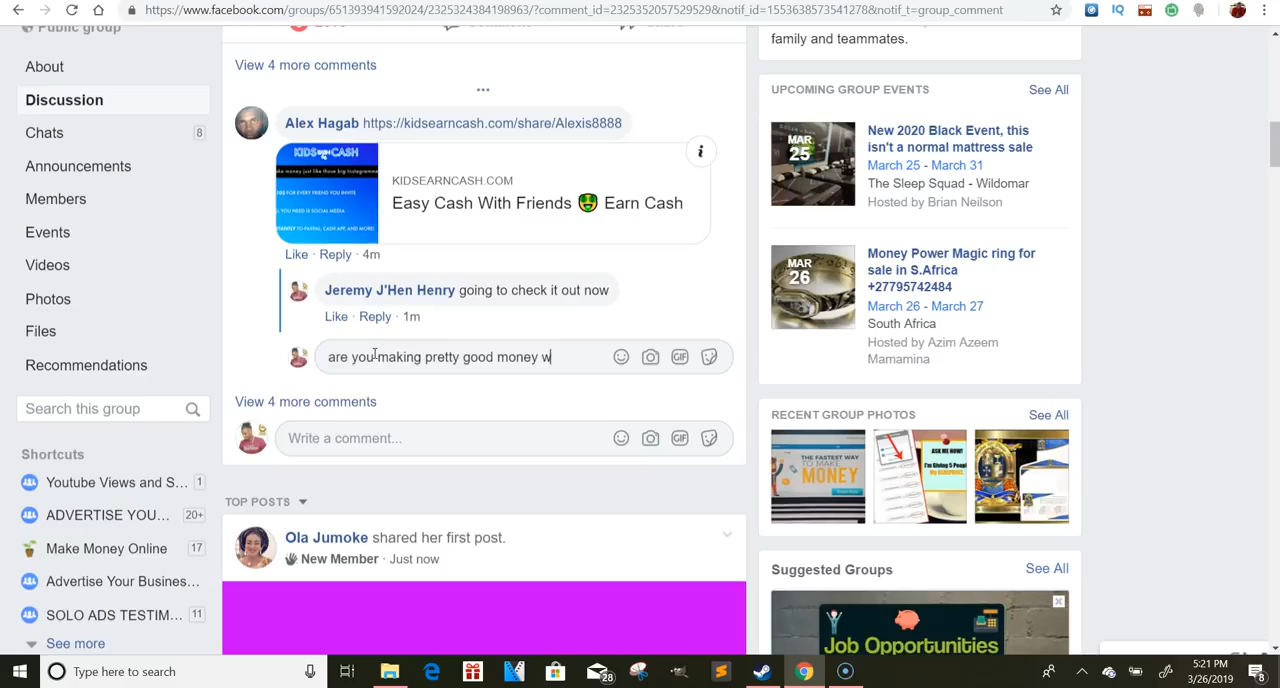 https://www.facebook.com/groups/651393941592024/2325324384198963/?comment_id=2325352057529529&notif_id=1553638573541278&notif_t=group_comment
Public group
About
Discussion
Chats 8
Announcements
Members
Events
Videos
Photos
Files
Recommendations
Search this group
Shortcuts
Youtube Views and S... 1
ADVERTISE YOU... 20+
Make Money Online 17
Advertise Your Busines...
SOLO ADS TESTIM... 11
See more
View 4 more comments
Alex Hagab https://kidsearncash.com/share/Alexis8888
KIDS CASH
KIDSEARNCASH.COM
Easy Cash With Friends 🤑 Earn Cash
Like · Reply · 4m
Jeremy J'Hen Henry going to check it out now
Like · Reply · 1m
are you making pretty good money w
View 4 more comments
Write a comment...
TOP POSTS
Ola Jumoke shared her first post.
New Member · Just now
family and teammates.
UPCOMING GROUP EVENTS See All
MAR
25
New 2020 Black Event, this
isn't a normal mattress sale
March 25 - March 31
The Sleep Squad - Wildomar
Hosted by Brian Neilson
MAR
26
Money Power Magic ring for
sale in S.Africa
+27795742484
March 26 - March 27
South Africa
Hosted by Azim Azeem
Mamamina
RECENT GROUP PHOTOS See All
THE FASTEST WAY
TO MAKE
MONEY
ASK ME HOW!
I'm Giving 5 People
Suggested Groups See All
Job Opportunities
Type here to search
28
5:21 PM
3/26/2019
8